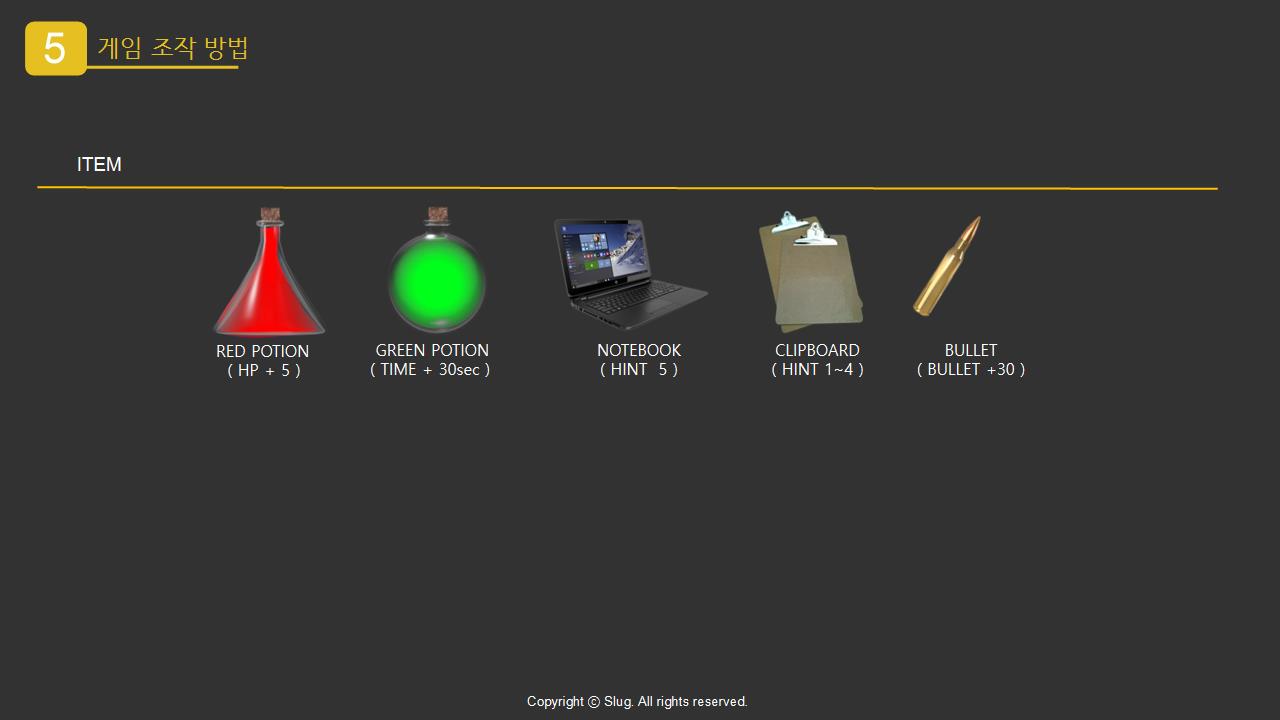 5 게임 조작 방법
ITEM
RED POTION
( HP + 5 )
GREEN POTION
( TIME + 30sec )
NOTEBOOK
( HINT  5 )
CLIPBOARD
( HINT 1~4 )
BULLET
( BULLET +30 )
Copyright ⓒ Slug. All rights reserved.